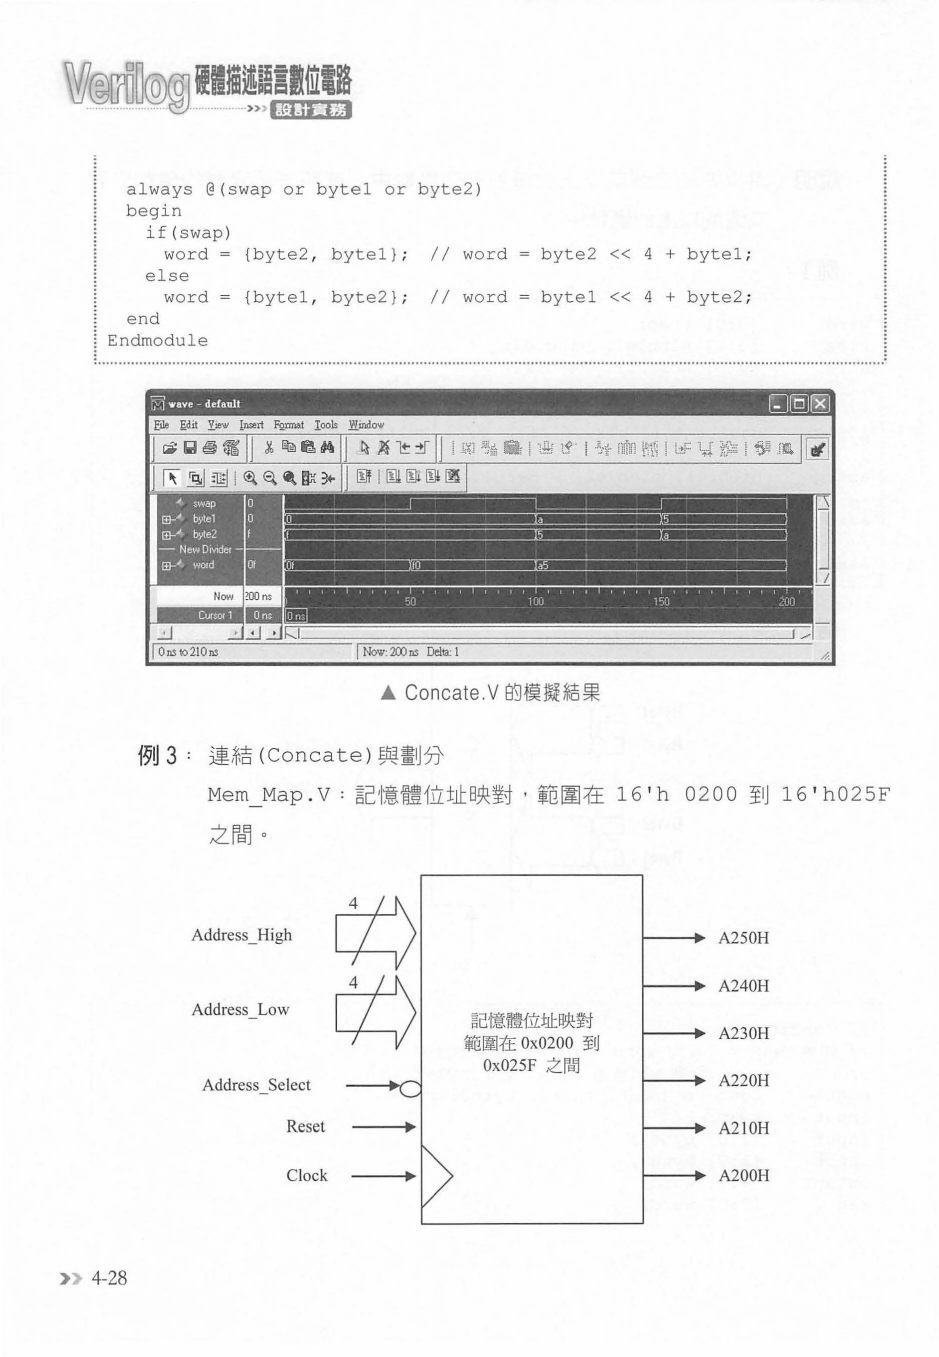 Verilog 硬體描述語言數位電路
>>> 設計實務
always @(swap or byte1 or byte2)
begin
if(swap)
word = {byte2, byte1}; // word = byte2 << 4 + byte1;
else
word = {byte1, byte2}; // word = byte1 << 4 + byte2;
end
Endmodule
wave - default
File Edit View Insert Format Tools Window
swap 0
byte1 0 0 a 5
byte2 f f 5 a
New Divider
word 0f 0f f0 a5
Now 200 ns 50 100 150 200
Cursor 1 0 ns 0 ns
0 ns to 210 ns Now: 200 ns Delta: 1
▲ Concate.V 的模擬結果
例 3： 連結(Concate)與劃分
Mem_Map.V：記憶體位址映對，範圍在 16'h 0200 到 16'h025F
之間。
4
Address_High
A250H
4
A240H
Address_Low
記憶體位址映對
範圍在 0x0200 到
0x025F 之間
A230H
Address_Select
A220H
Reset
A210H
Clock
A200H
>> 4-28